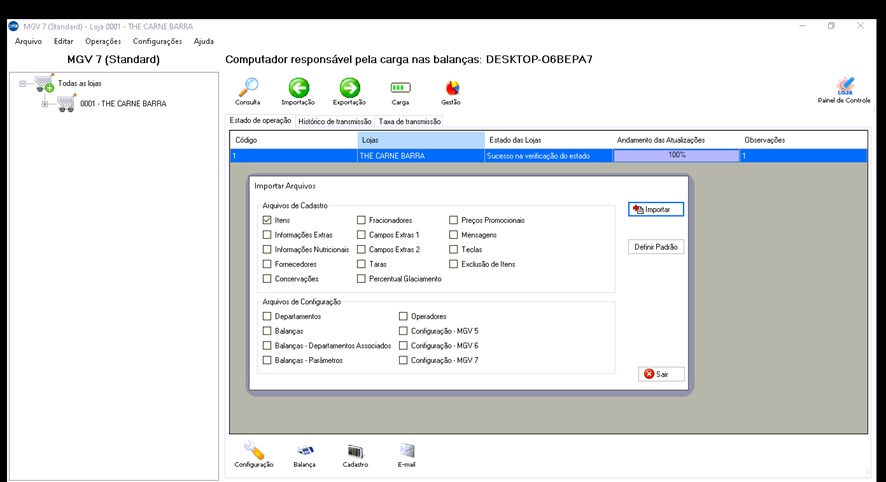 MGV 7 (Standard) - Loja 0001 - THE CARNE BARRA
Arquivo Editar Operações Configurações Ajuda
MGV 7 (Standard)
Computador responsável pela carga nas balanças: DESKTOP-O6BEPA7
Todas as lojas
0001 - THE CARNE BARRA
Consulta Importação Exportação Carga Gestão
LOJA
Painel de Controle
Estado de operação Histórico de transmissão Taxa de transmissão
Código Lojas Estado das Lojas Andamento das Atualizações Observações
1 THE CARNE BARRA Sucesso na verificação do estado 100% 1
Importar Arquivos
Arquivos de Cadastro
Itens Fracionadores Preços Promocionais
Informações Extras Campos Extras 1 Mensagens
Informações Nutricionais Campos Extras 2 Teclas
Fornecedores Taras Exclusão de Itens
Conservações Percentual Glaciamento
Importar
Definir Padrão
Arquivos de Configuração
Departamentos Operadores
Balanças Configuração - MGV 5
Balanças - Departamentos Associados Configuração - MGV 6
Balanças - Parâmetros Configuração - MGV 7
Sair
Configuração Balança Cadastro E-mail